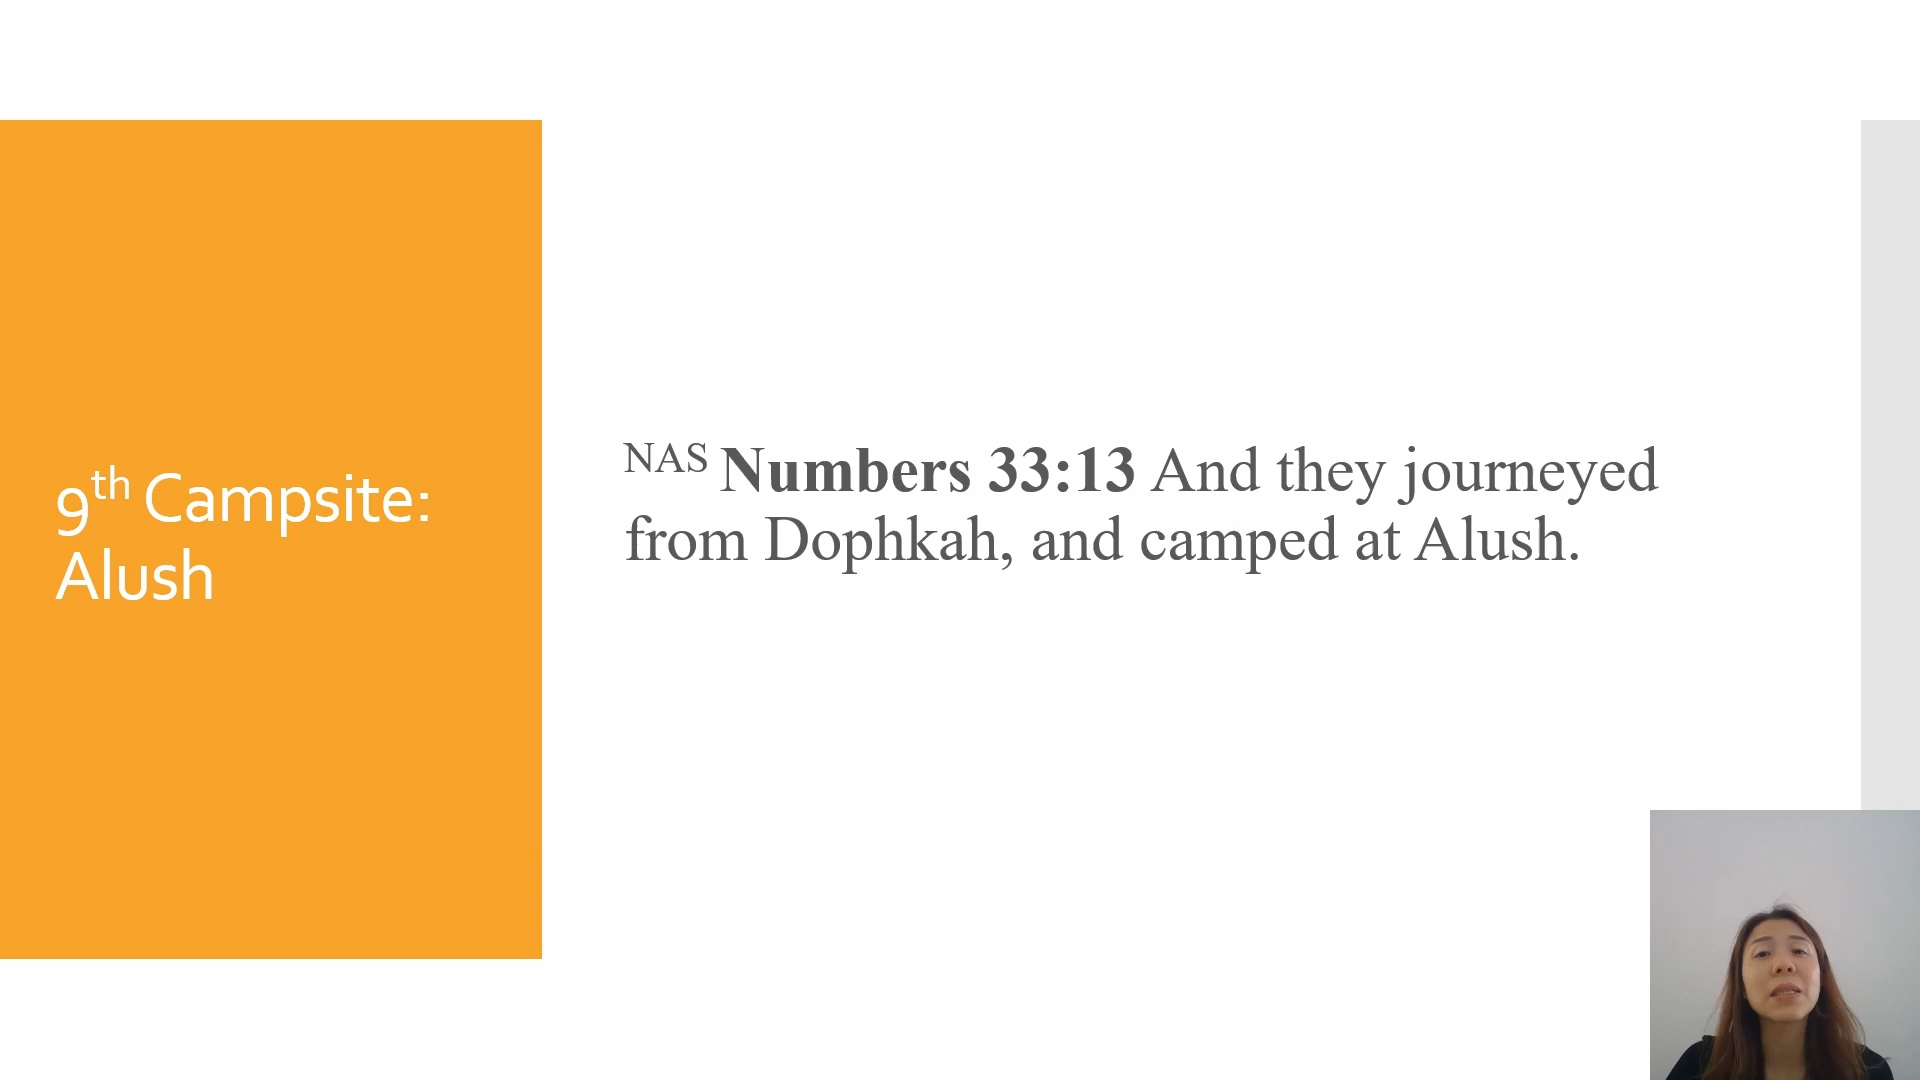 9th Campsite:
Alush
NAS Numbers 33:13 And they journeyed
from Dophkah, and camped at Alush.